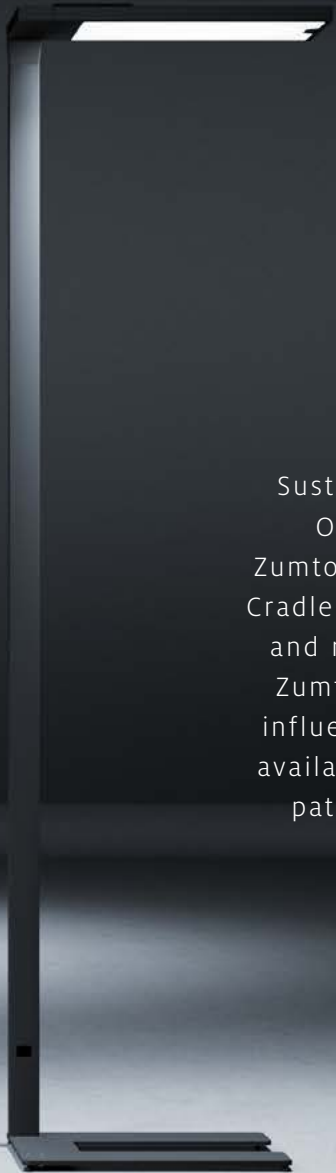 Sust
O
Zumto
Cradle
and r
Zumt
influe
availa
pat